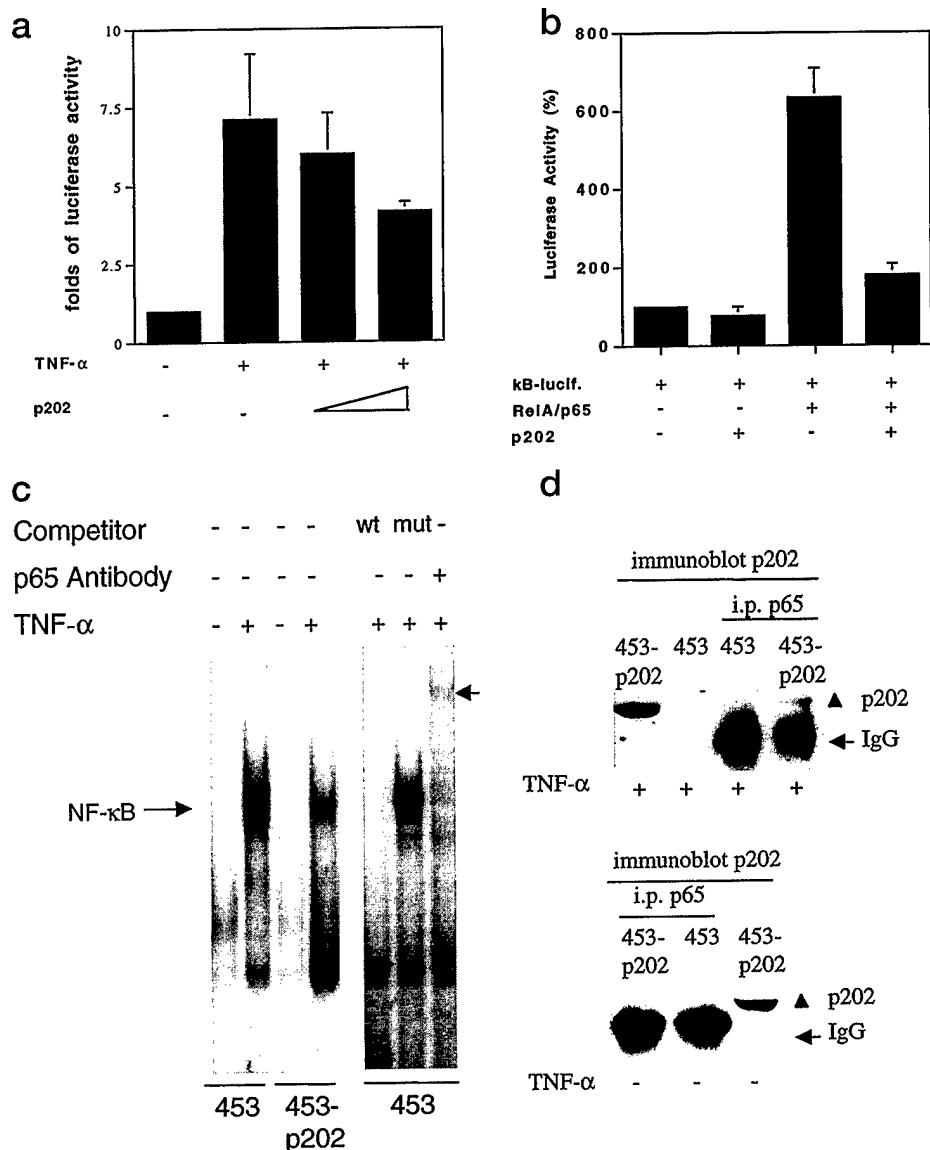 a
folds of luciferase activity
10
7.5
5
2.5
0
TNF-α - + + +
p202 - -
b
Luciferase Activity (%)
800
600
400
200
0
kB-lucif. + + + +
RelA/p65 - - + +
p202 - + - +
c
Competitor - - - - wt mut -
p65 Antibody - - - - - - +
TNF-α - + - + + + +
NF-κB
453 453- 453
p202
d
immunoblot p202
i.p. p65
453- 453 453 453-
p202 p202
p202
IgG
TNF-α + + + +
immunoblot p202
i.p. p65
453- 453 453-
p202 p202
p202
IgG
TNF-α - - -